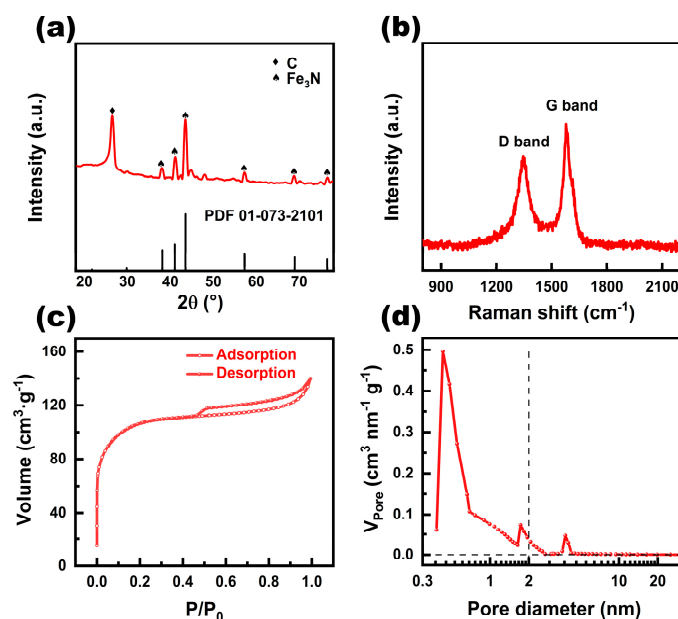 (a)
♦ C
♠ Fe₃N
Intensity (a.u.)
PDF 01-073-2101
20 30 40 50 60 70
2θ (°)
(b)
G band
D band
Intensity (a.u.)
900 1200 1500 1800 2100
Raman shift (cm⁻¹)
(c)
160
120
80
40
0
Adsorption
Desorption
Volume (cm³.g⁻¹)
0.0 0.2 0.4 0.6 0.8 1.0
P/P₀
(d)
0.5
0.4
0.3
0.2
0.1
0.0
V_Pore (cm³ nm⁻¹ g⁻¹)
0.3 1 2 10 20
Pore diameter (nm)